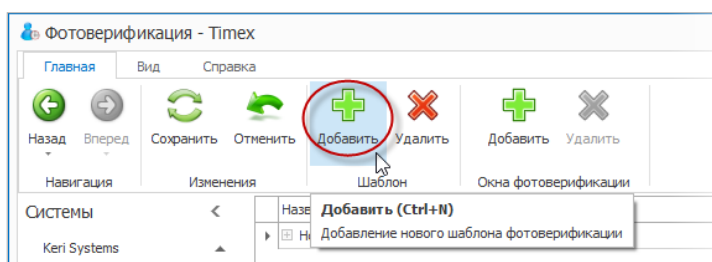 Фотоверификация - Timex
Главная Вид Справка
Назад Вперед Сохранить Отменить Добавить Удалить Добавить Удалить
Навигация Изменения Шаблон Окна фотоверификации
Системы
Keri Systems
Добавить (Ctrl+N)
Добавление нового шаблона фотоверификации